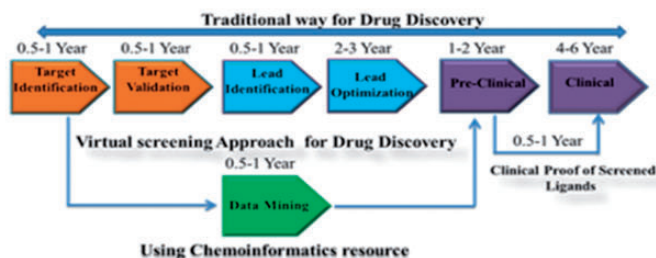 Traditional way for Drug Discovery
0.5-1 Year
0.5-1 Year
0.5-1 Year
2-3 Year
1-2 Year
4-6 Year
Target
Identification
Target
Validation
Lead
Identification
Lead
Optimization
Pre-Clinical
Clinical
Virtual screening Approach for Drug Discovery
0.5-1 Year
0.5-1 Year
Clinical Proof of Screened
Ligands
Data Mining
Using Chemoinformatics resource